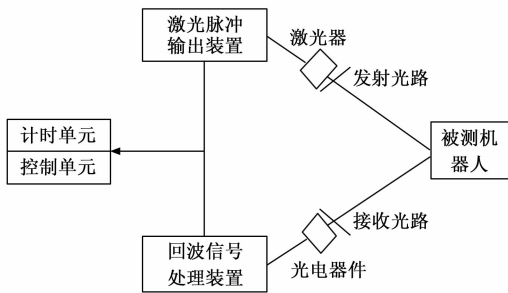 激光脉冲
输出装置
激光器
发射光路
计时单元
控制单元
被测机
器人
接收光路
回波信号
处理装置
光电器件